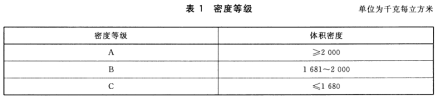 表 1 密度等级
单位为千克每立方米
密度等级 体积密度
A ≥2 000
B 1 681～2 000
C ≤1 680